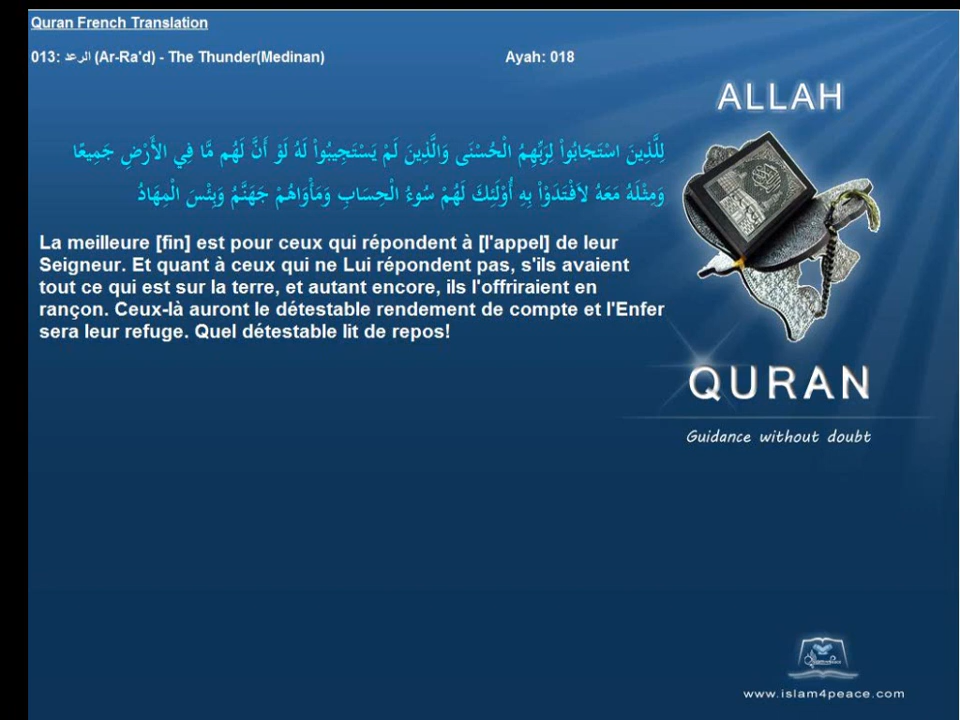 Quran French Translation
013: الرعد (Ar-Ra'd) - The Thunder(Medinan) Ayah: 018
ALLAH
لِلَّذِينَ اسْتَجَابُواْ لِرَبِّهِمُ الْحُسْنَى وَالَّذِينَ لَمْ يَسْتَجِيبُواْ لَهُ لَوْ أَنَّ لَهُم مَّا فِي الأَرْضِ جَمِيعًا
وَمِثْلَهُ مَعَهُ لاَفْتَدَوْاْ بِهِ أُوْلَئِكَ لَهُمْ سُوءُ الْحِسَابِ وَمَأْوَاهُمْ جَهَنَّمُ وَبِئْسَ الْمِهَادُ
La meilleure [fin] est pour ceux qui répondent à [l'appel] de leur
Seigneur. Et quant à ceux qui ne Lui répondent pas, s'ils avaient
tout ce qui est sur la terre, et autant encore, ils l'offriraient en
rançon. Ceux-là auront le détestable rendement de compte et l'Enfer
sera leur refuge. Quel détestable lit de repos!
QURAN
Guidance without doubt
www.islam4peace.com